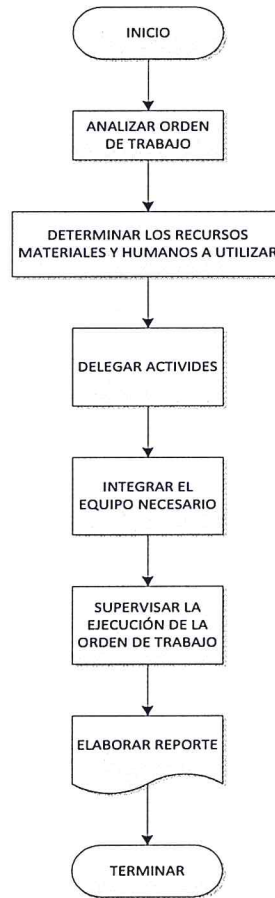 INICIO
ANALIZAR ORDEN
DE TRABAJO
DETERMINAR LOS RECURSOS
MATERIALES Y HUMANOS A UTILIZAR
DELEGAR ACTIVIDES
INTEGRAR EL
EQUIPO NECESARIO
SUPERVISAR LA
EJECUCIÓN DE LA
ORDEN DE TRABAJO
ELABORAR REPORTE
TERMINAR